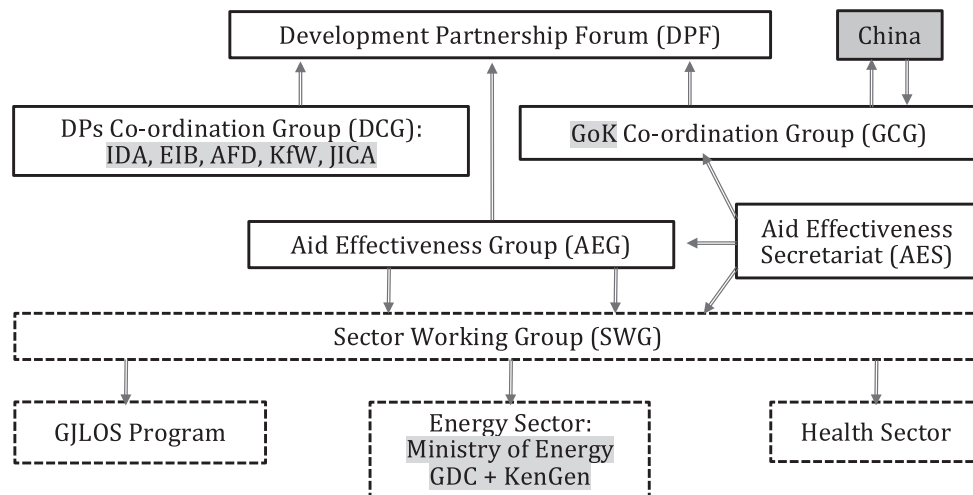 Development Partnership Forum (DPF)
China
DPs Co-ordination Group (DCG):
IDA, EIB, AFD, KfW, JICA
GoK Co-ordination Group (GCG)
Aid Effectiveness Group (AEG)
Aid Effectiveness
Secretariat (AES)
Sector Working Group (SWG)
GJLOS Program
Energy Sector:
Ministry of Energy
GDC + KenGen
Health Sector